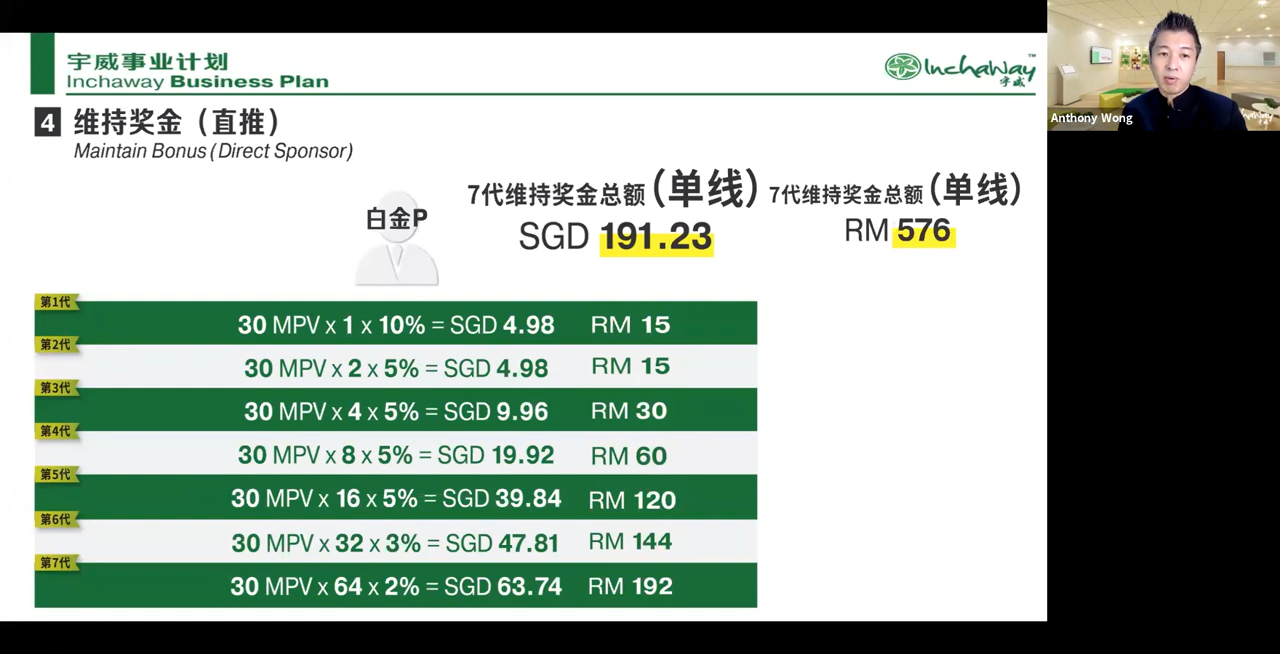 宇威事业计划
Inchaway Business Plan
Inchaway™
宇威
Anthony Wong
4 维持奖金（直推）
Maintain Bonus (Direct Sponsor)
白金P
7代维持奖金总额（单线）
SGD 191.23
7代维持奖金总额（单线）
RM 576
第1代
30 MPV x 1 x 10% = SGD 4.98 RM 15
第2代
30 MPV x 2 x 5% = SGD 4.98 RM 15
第3代
30 MPV x 4 x 5% = SGD 9.96 RM 30
第4代
30 MPV x 8 x 5% = SGD 19.92 RM 60
第5代
30 MPV x 16 x 5% = SGD 39.84 RM 120
第6代
30 MPV x 32 x 3% = SGD 47.81 RM 144
第7代
30 MPV x 64 x 2% = SGD 63.74 RM 192